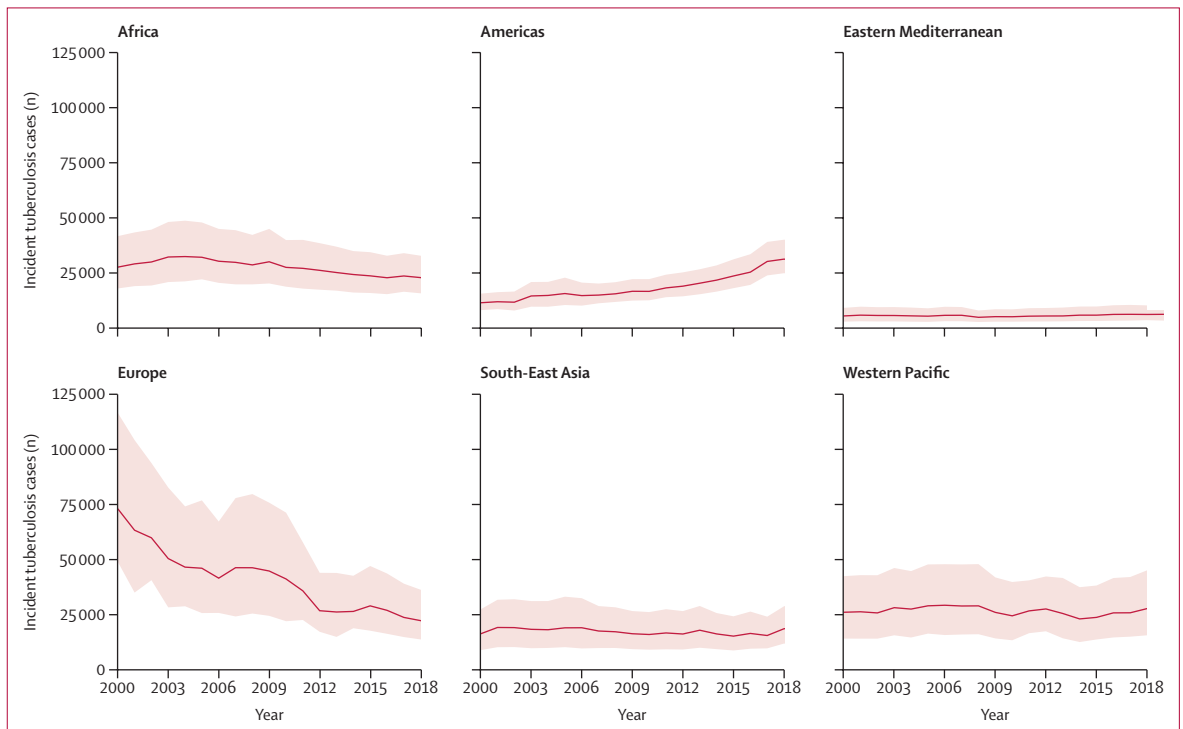 Africa
Americas
Eastern Mediterranean
125 000
100 000
75 000
50 000
25 000
0
Incident tuberculosis cases (n)
Europe
South-East Asia
Western Pacific
125 000
100 000
75 000
50 000
25 000
0
Incident tuberculosis cases (n)
2000 2003 2006 2009 2012 2015 2018
2000 2003 2006 2009 2012 2015 2018
2000 2003 2006 2009 2012 2015 2018
Year
Year
Year